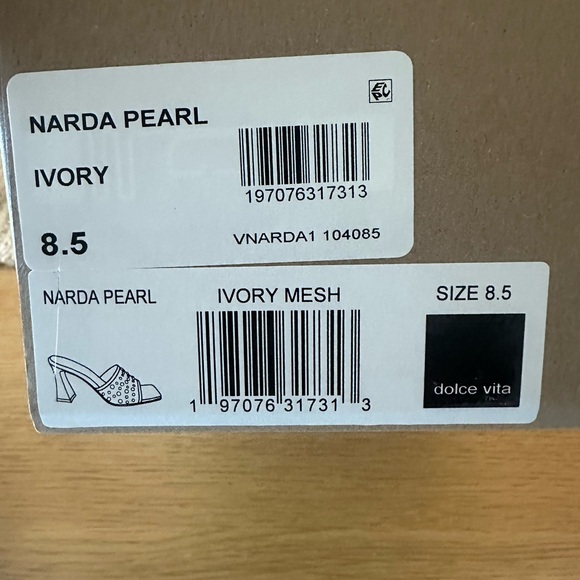 NARDA PEARL
EPC
IVORY
197076317313
8.5
VNARDA1 104085
NARDA PEARL
IVORY MESH
SIZE 8.5
dolce vita
1 97076 31731 3